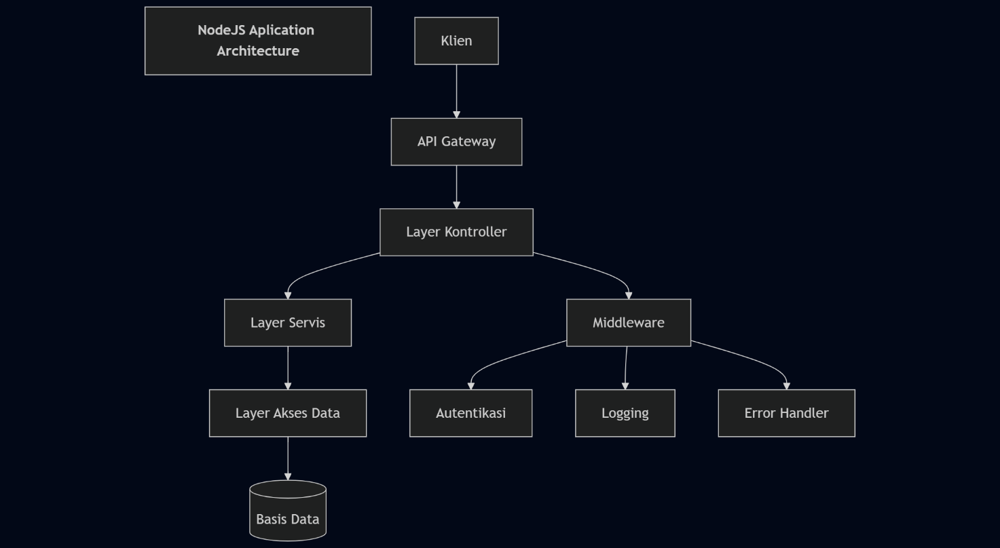 NodeJS Aplication
Architecture
Klien
API Gateway
Layer Kontroller
Layer Servis
Middleware
Layer Akses Data
Autentikasi
Logging
Error Handler
Basis Data